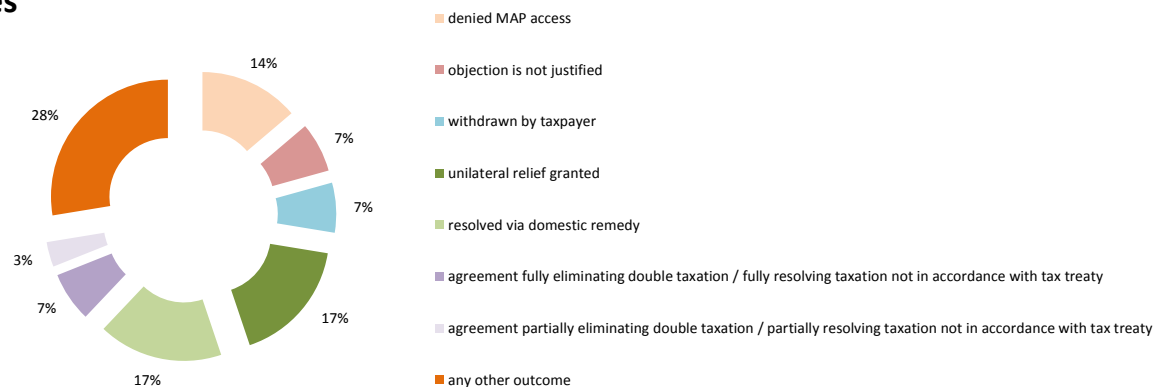 es
denied MAP access
14%
objection is not justified
28%
7%
withdrawn by taxpayer
unilateral relief granted
7%
resolved via domestic remedy
3%
agreement fully eliminating double taxation / fully resolving taxation not in accordance with tax treaty
7%
17%
agreement partially eliminating double taxation / partially resolving taxation not in accordance with tax treaty
17%
any other outcome